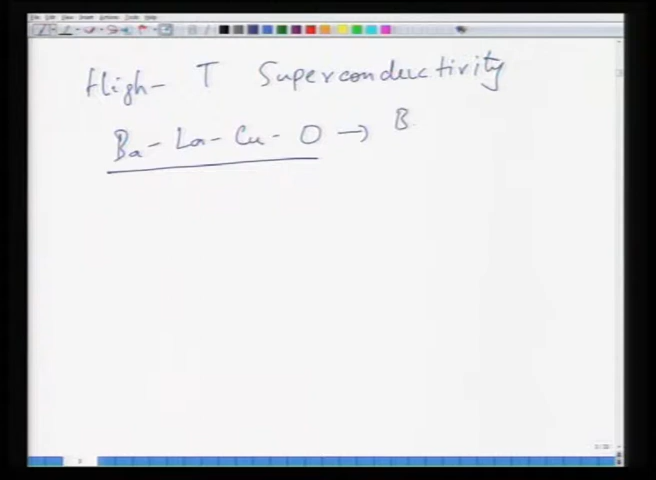 High- T Superconductivity
Ba - La - Cu - O → B